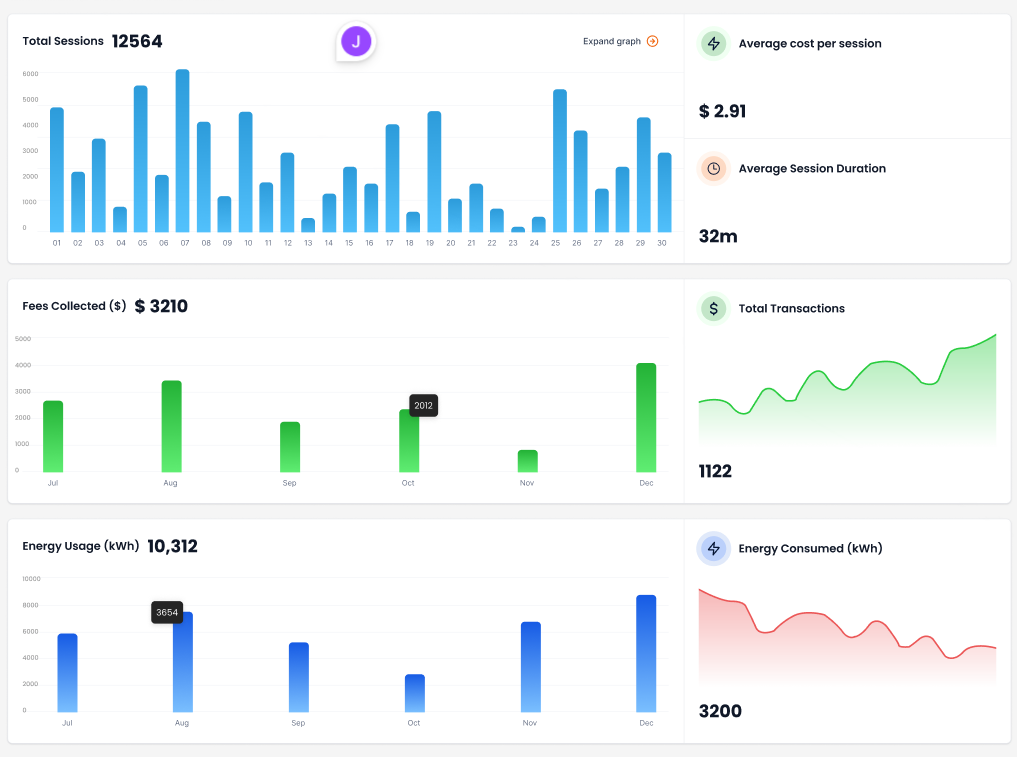 Total Sessions 12564
J
Expand graph
6000
5000
4000
3000
2000
1000
0
01 02 03 04 05 06 07 08 09 10 11 12 13 14 15 16 17 18 19 20 21 22 23 24 25 26 27 28 29 30
Average cost per session
$ 2.91
Average Session Duration
32m
Fees Collected ($) $ 3210
5000
4000
3000
2000
1000
0
2012
Jul Aug Sep Oct Nov Dec
$ Total Transactions
1122
Energy Usage (kWh) 10,312
10000
8000
6000
4000
2000
0
3654
Jul Aug Sep Oct Nov Dec
Energy Consumed (kWh)
3200